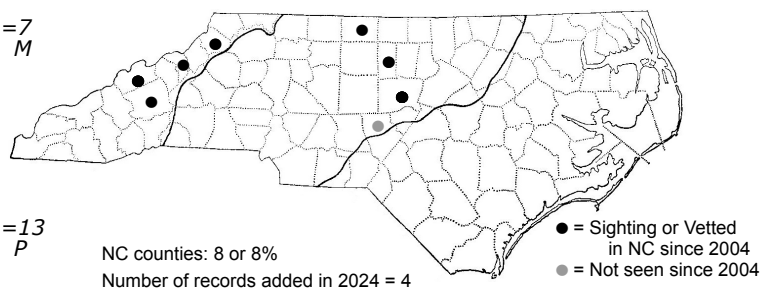 =7
M
=13
P
NC counties: 8 or 8%
Number of records added in 2024 = 4
● = Sighting or Vetted
in NC since 2004
● = Not seen since 2004